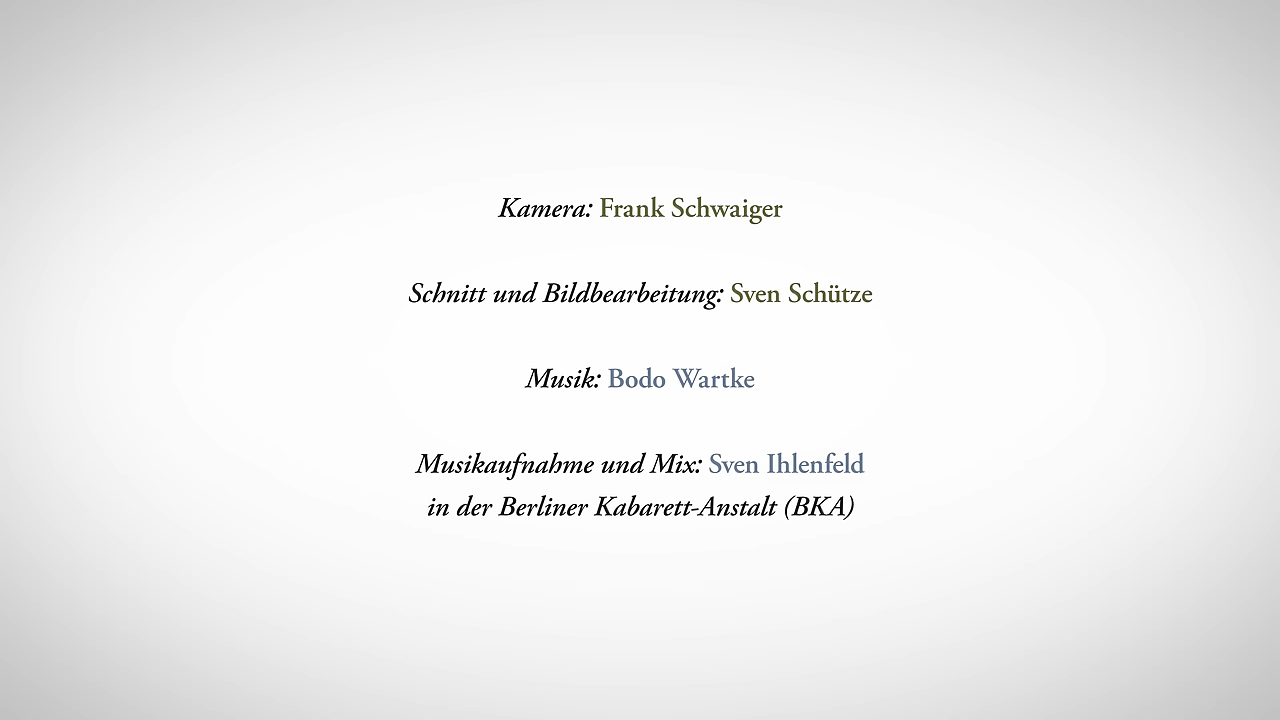 Kamera: Frank Schwaiger
Schnitt und Bildbearbeitung: Sven Schütze
Musik: Bodo Wartke
Musikaufnahme und Mix: Sven Ihlenfeld
in der Berliner Kabarett-Anstalt (BKA)